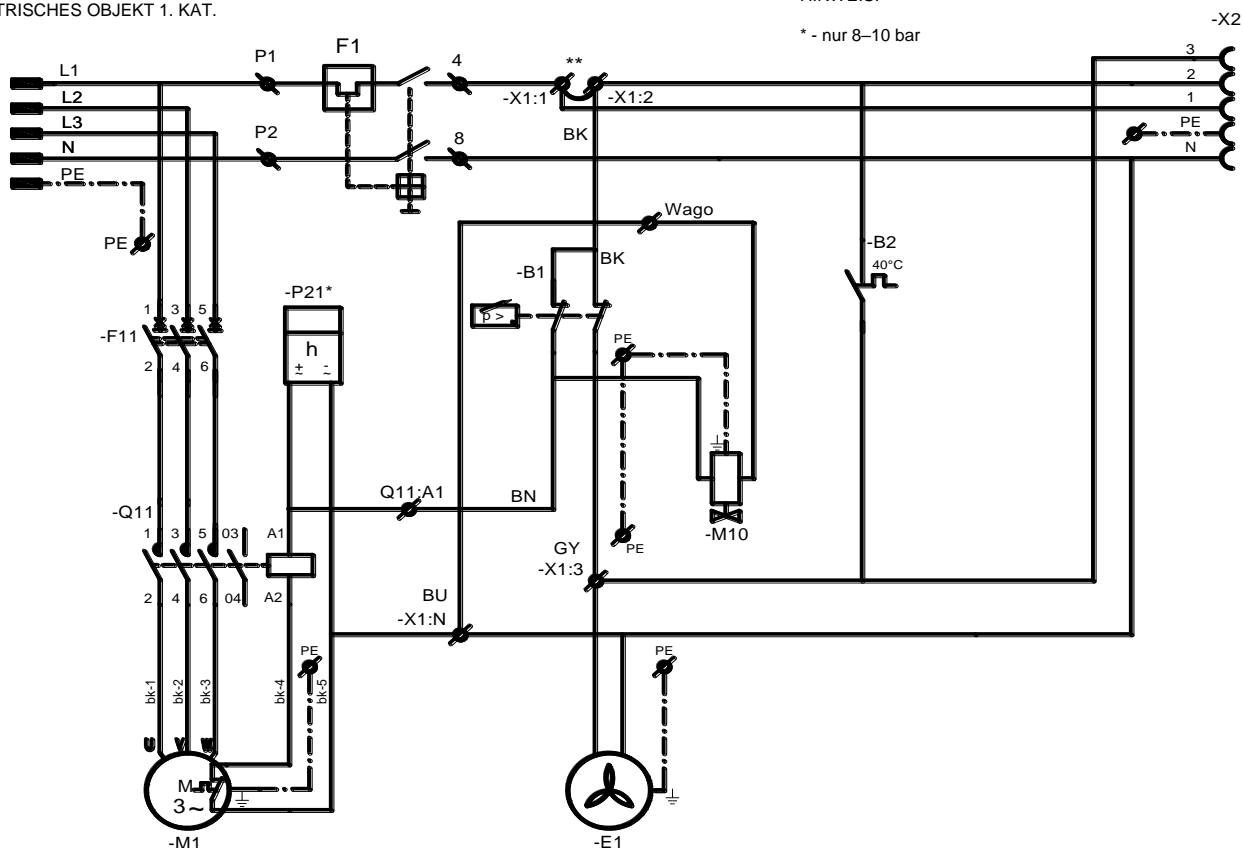 TRISCHES OBJEKT 1. KAT.
* - nur 8–10 bar
-X2
L1
P1
F1
4
**
3
-X1:1
-X1:2
2
L2
1
L3
BK
PE
N
P2
8
N
PE
PE
Wago
-B2
40°C
-B1
BK
-P21*
p >
1 3 5
-F11
h
PE
2 4 6
± ~
- ~
Q11:A1
BN
-M10
-Q11
PE
1 3 5 03
A1
GY
-X1:3
2 4 6 04
A2
BU
-X1:N
PE
PE
bk-1
bk-2
bk-3
bk-4
bk-5
U V W
M
3 ~
-M1
-E1